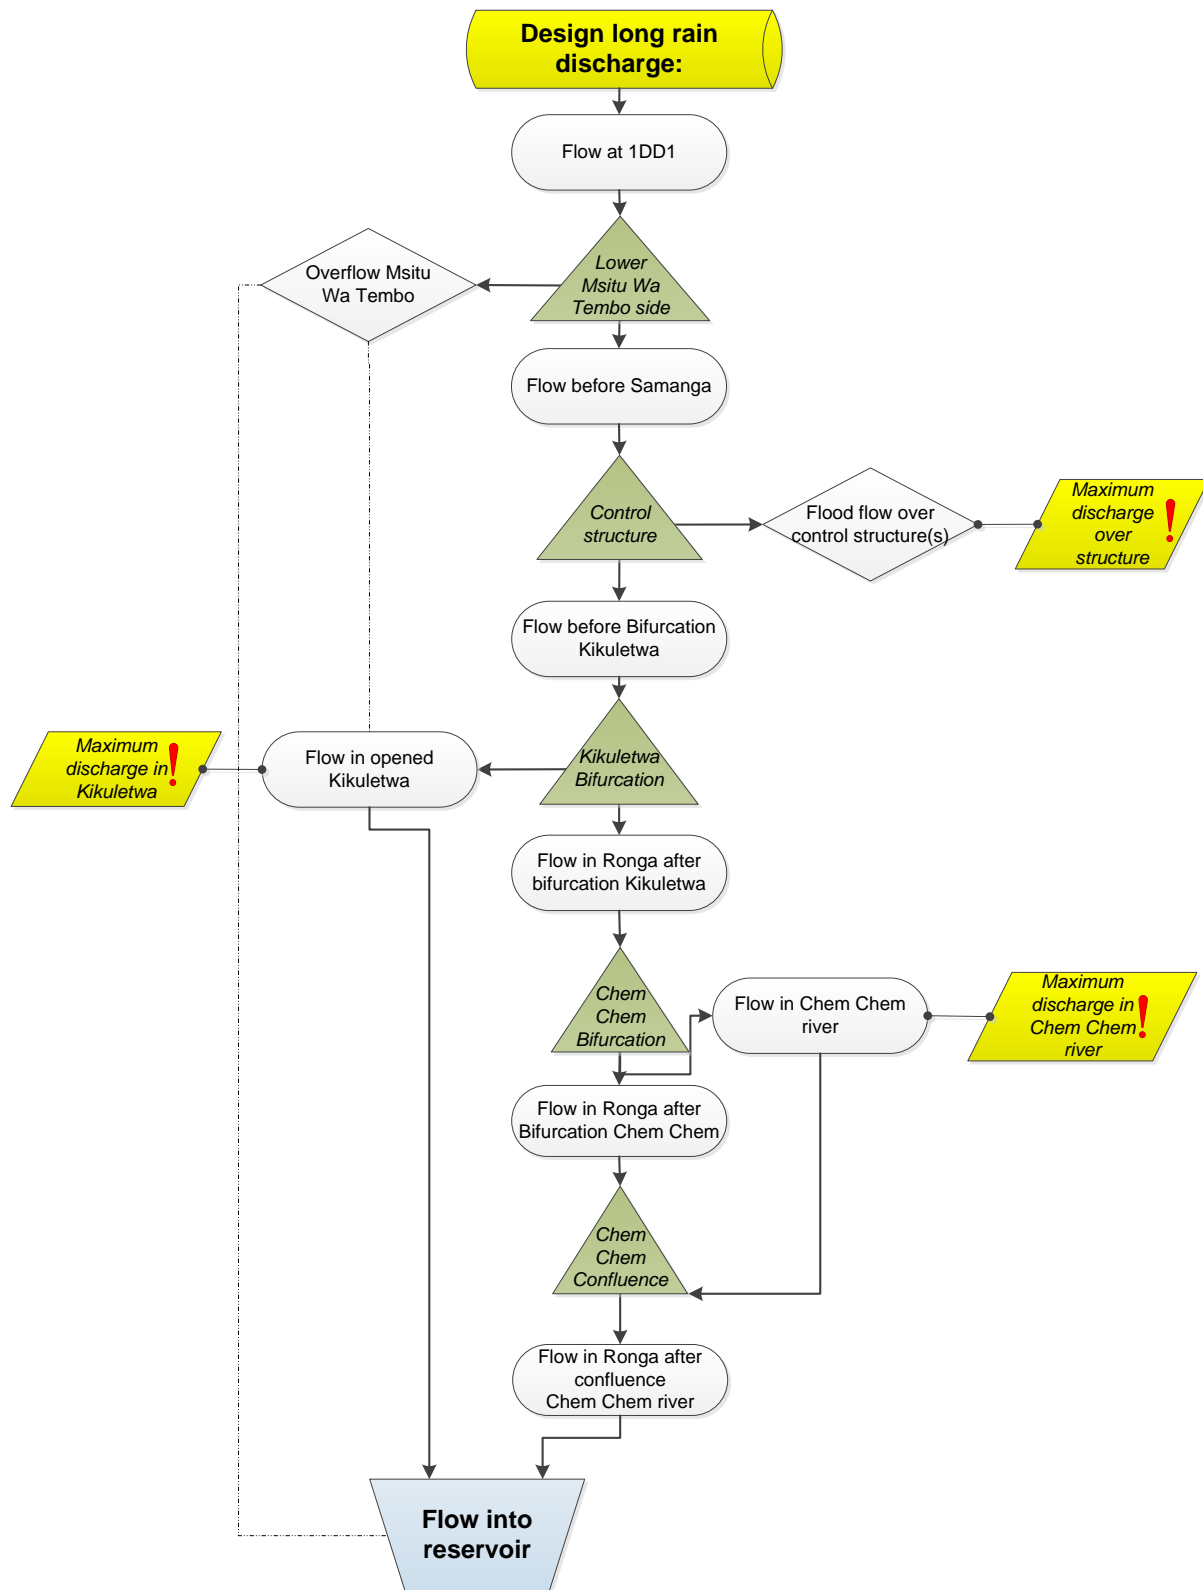 Design long rain
discharge:
Flow at 1DD1
Lower
Msitu Wa
Tembo side
Overflow Msitu
Wa Tembo
Flow before Samanga
Control
structure
Flood flow over
control structure(s)
Maximum
discharge
over
structure
!
Flow before Bifurcation
Kikuletwa
Kikuletwa
Bifurcation
Flow in opened
Kikuletwa
Maximum
discharge in
Kikuletwa
!
Flow in Ronga after
bifurcation Kikuletwa
Chem
Chem
Bifurcation
Flow in Chem Chem
river
Maximum
discharge in
Chem Chem
river
!
Flow in Ronga after
Bifurcation Chem Chem
Chem
Chem
Confluence
Flow in Ronga after
confluence
Chem Chem river
Flow into
reservoir